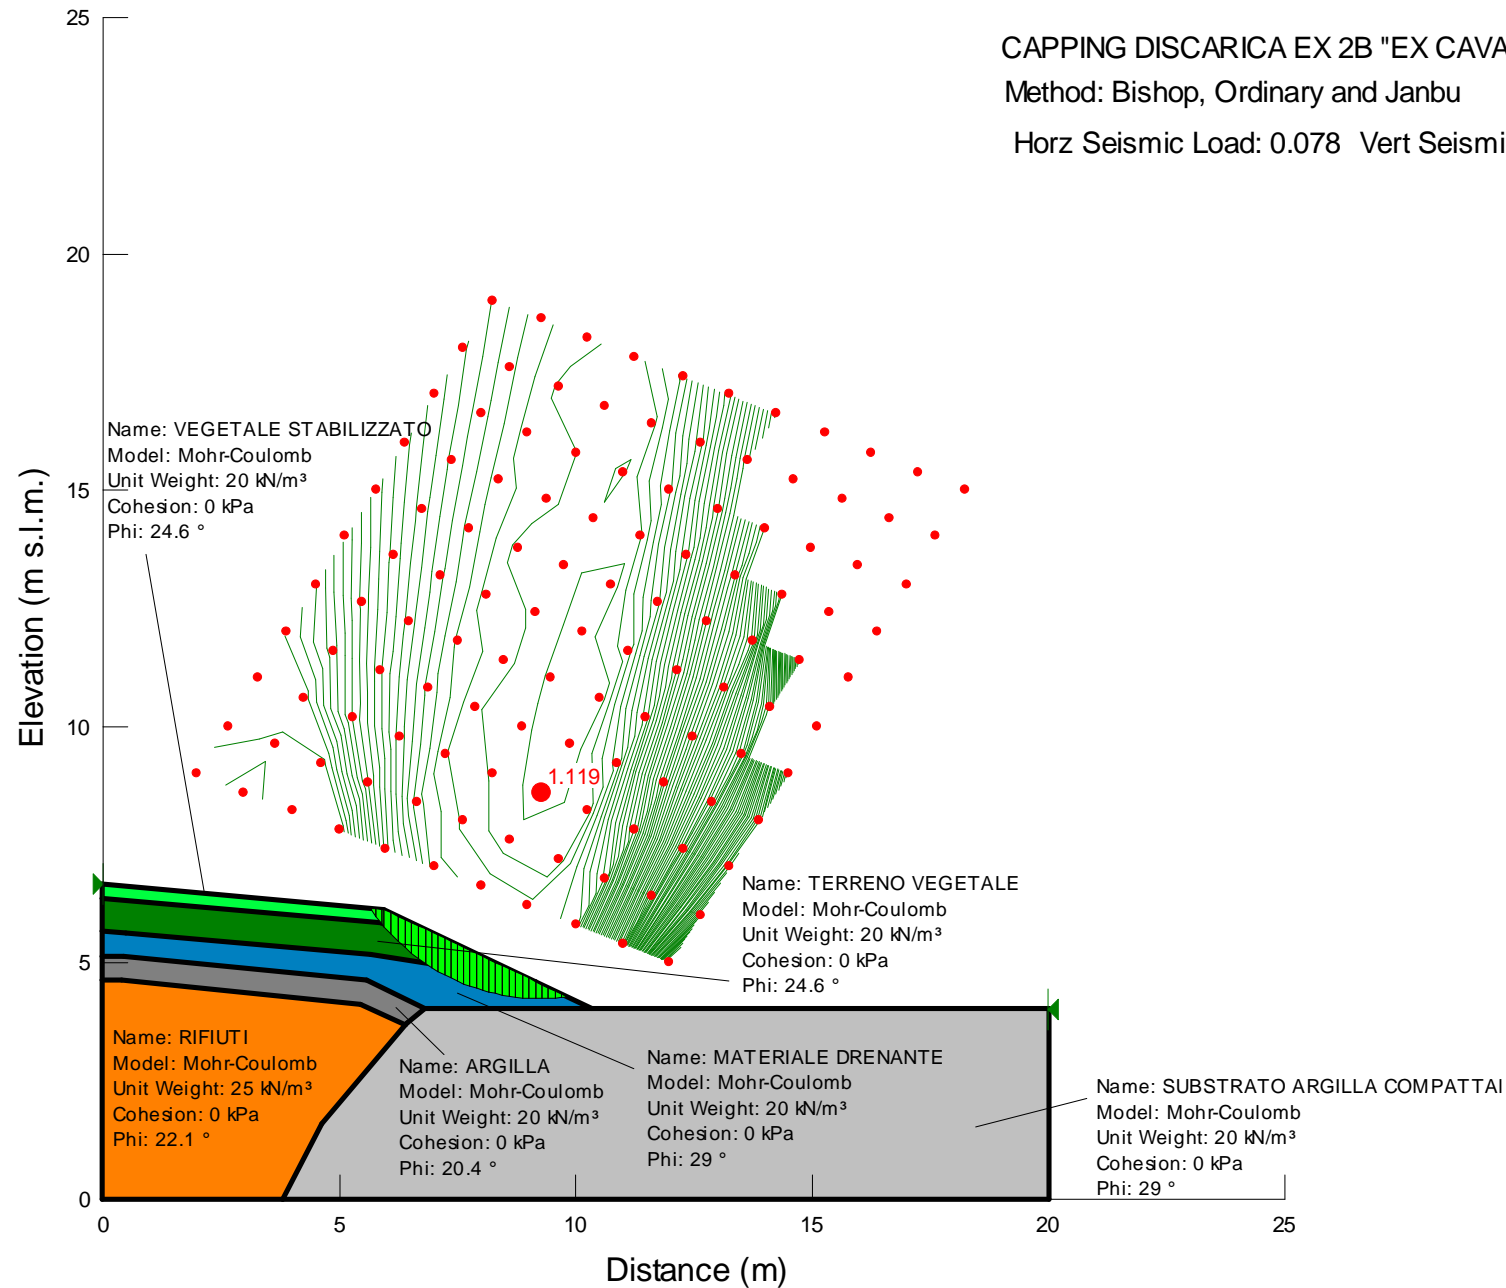 25
CAPPING DISCARICA EX 2B "EX CAVA
Method: Bishop, Ordinary and Janbu
Horz Seismic Load: 0.078 Vert Seismi
20
Name: VEGETALE STABILIZZATO
Model: Mohr-Coulomb
Unit Weight: 20 kN/m³
Cohesion: 0 kPa
Phi: 24.6 °
15
Elevation (m s.l.m.)
10
1.119
Name: TERRENO VEGETALE
Model: Mohr-Coulomb
Unit Weight: 20 kN/m³
Cohesion: 0 kPa
Phi: 24.6 °
5
Name: RIFIUTI
Model: Mohr-Coulomb
Unit Weight: 25 kN/m³
Cohesion: 0 kPa
Phi: 22.1 °
Name: ARGILLA
Model: Mohr-Coulomb
Unit Weight: 20 kN/m³
Cohesion: 0 kPa
Phi: 20.4 °
Name: MATERIALE DRENANTE
Model: Mohr-Coulomb
Unit Weight: 20 kN/m³
Cohesion: 0 kPa
Phi: 29 °
Name: SUBSTRATO ARGILLA COMPATTAI
Model: Mohr-Coulomb
Unit Weight: 20 kN/m³
Cohesion: 0 kPa
Phi: 29 °
0
0 5 10 15 20 25
Distance (m)